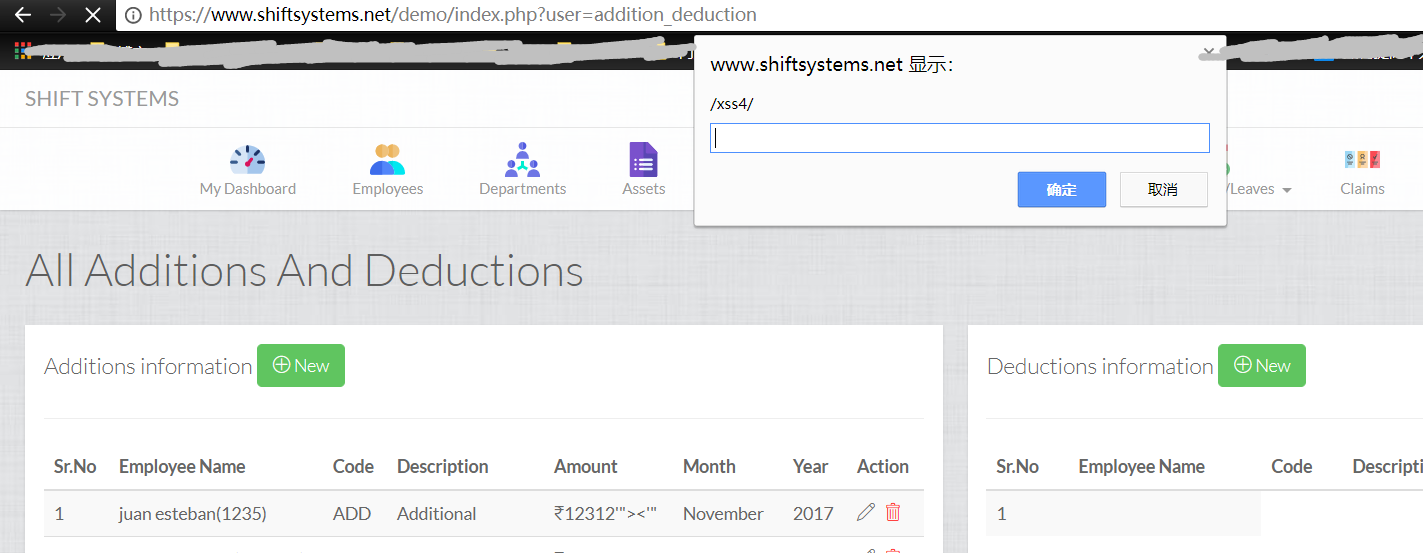 https://www.shiftsystems.net/demo/index.php?user=addition_deduction
www.shiftsystems.net 显示：
/xss4/
确定 取消
SHIFT SYSTEMS
My Dashboard Employees Departments Assets /Leaves Claims
All Additions And Deductions
Additions information New
Sr.No Employee Name Code Description Amount Month Year Action
1 juan esteban(1235) ADD Additional ₹12312'"><'" November 2017
Deductions information New
Sr.No Employee Name Code Descripti
1